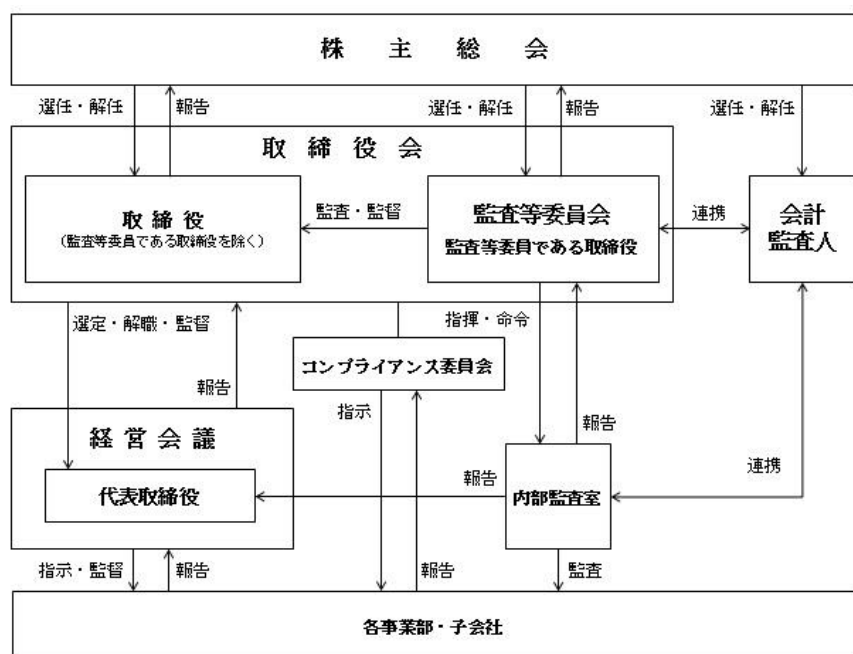 株主総会
選任・解任
報告
選任・解任
報告
選任・解任
取締役会
取締役
(監査等委員である取締役を除く)
監査・監督
監査等委員会
監査等委員である取締役
連携
会計
監査人
選定・解職・監督
報告
指揮・命令
コンプライアンス委員会
指示
報告
経営会議
代表取締役
報告
内部監査室
連携
指示・監督
報告
報告
監査
各事業部・子会社